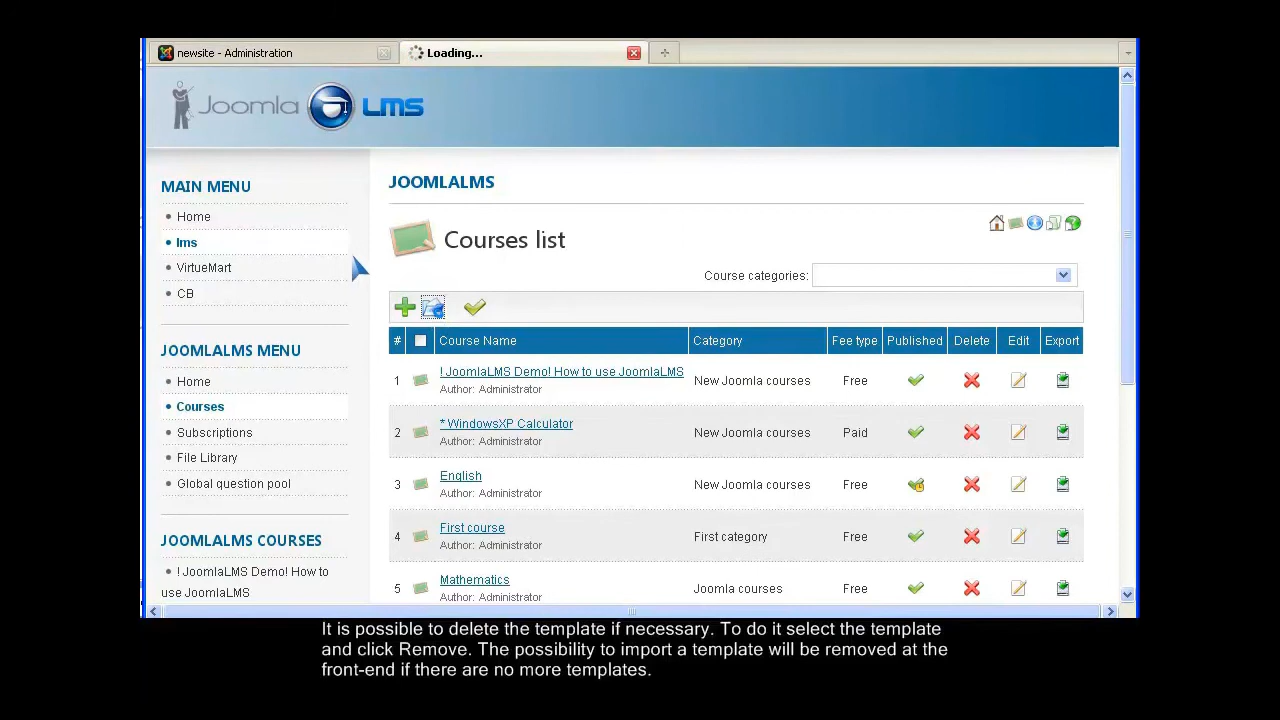 newsite - Administration
Loading...
Joomla LMS
MAIN MENU
Home
lms
VirtueMart
CB
JOOMLALMS MENU
Home
Courses
Subscriptions
File Library
Global question pool
JOOMLALMS COURSES
! JoomlaLMS Demo! How to
use JoomlaLMS
JOOMLALMS
Courses list
Course categories:
# Course Name Category Fee type Published Delete Edit Export
1 ! JoomlaLMS Demo! How to use JoomlaLMS New Joomla courses Free
Author: Administrator
2 * WindowsXP Calculator New Joomla courses Paid
Author: Administrator
3 English New Joomla courses Free
Author: Administrator
4 First course First category Free
Author: Administrator
5 Mathematics Joomla courses Free
Author: Administrator
It is possible to delete the template if necessary. To do it select the template
and click Remove. The possibility to import a template will be removed at the
front-end if there are no more templates.